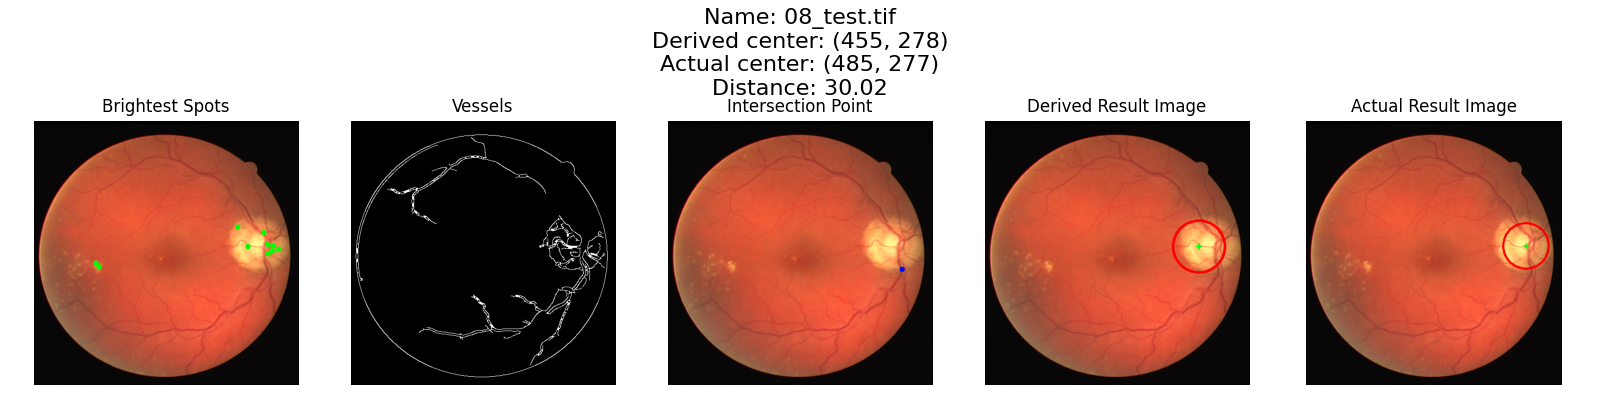 Name: 08_test.tif
Derived center: (455, 278)
Actual center: (485, 277)
Distance: 30.02
Brightest Spots
Vessels
Intersection Point
Derived Result Image
Actual Result Image